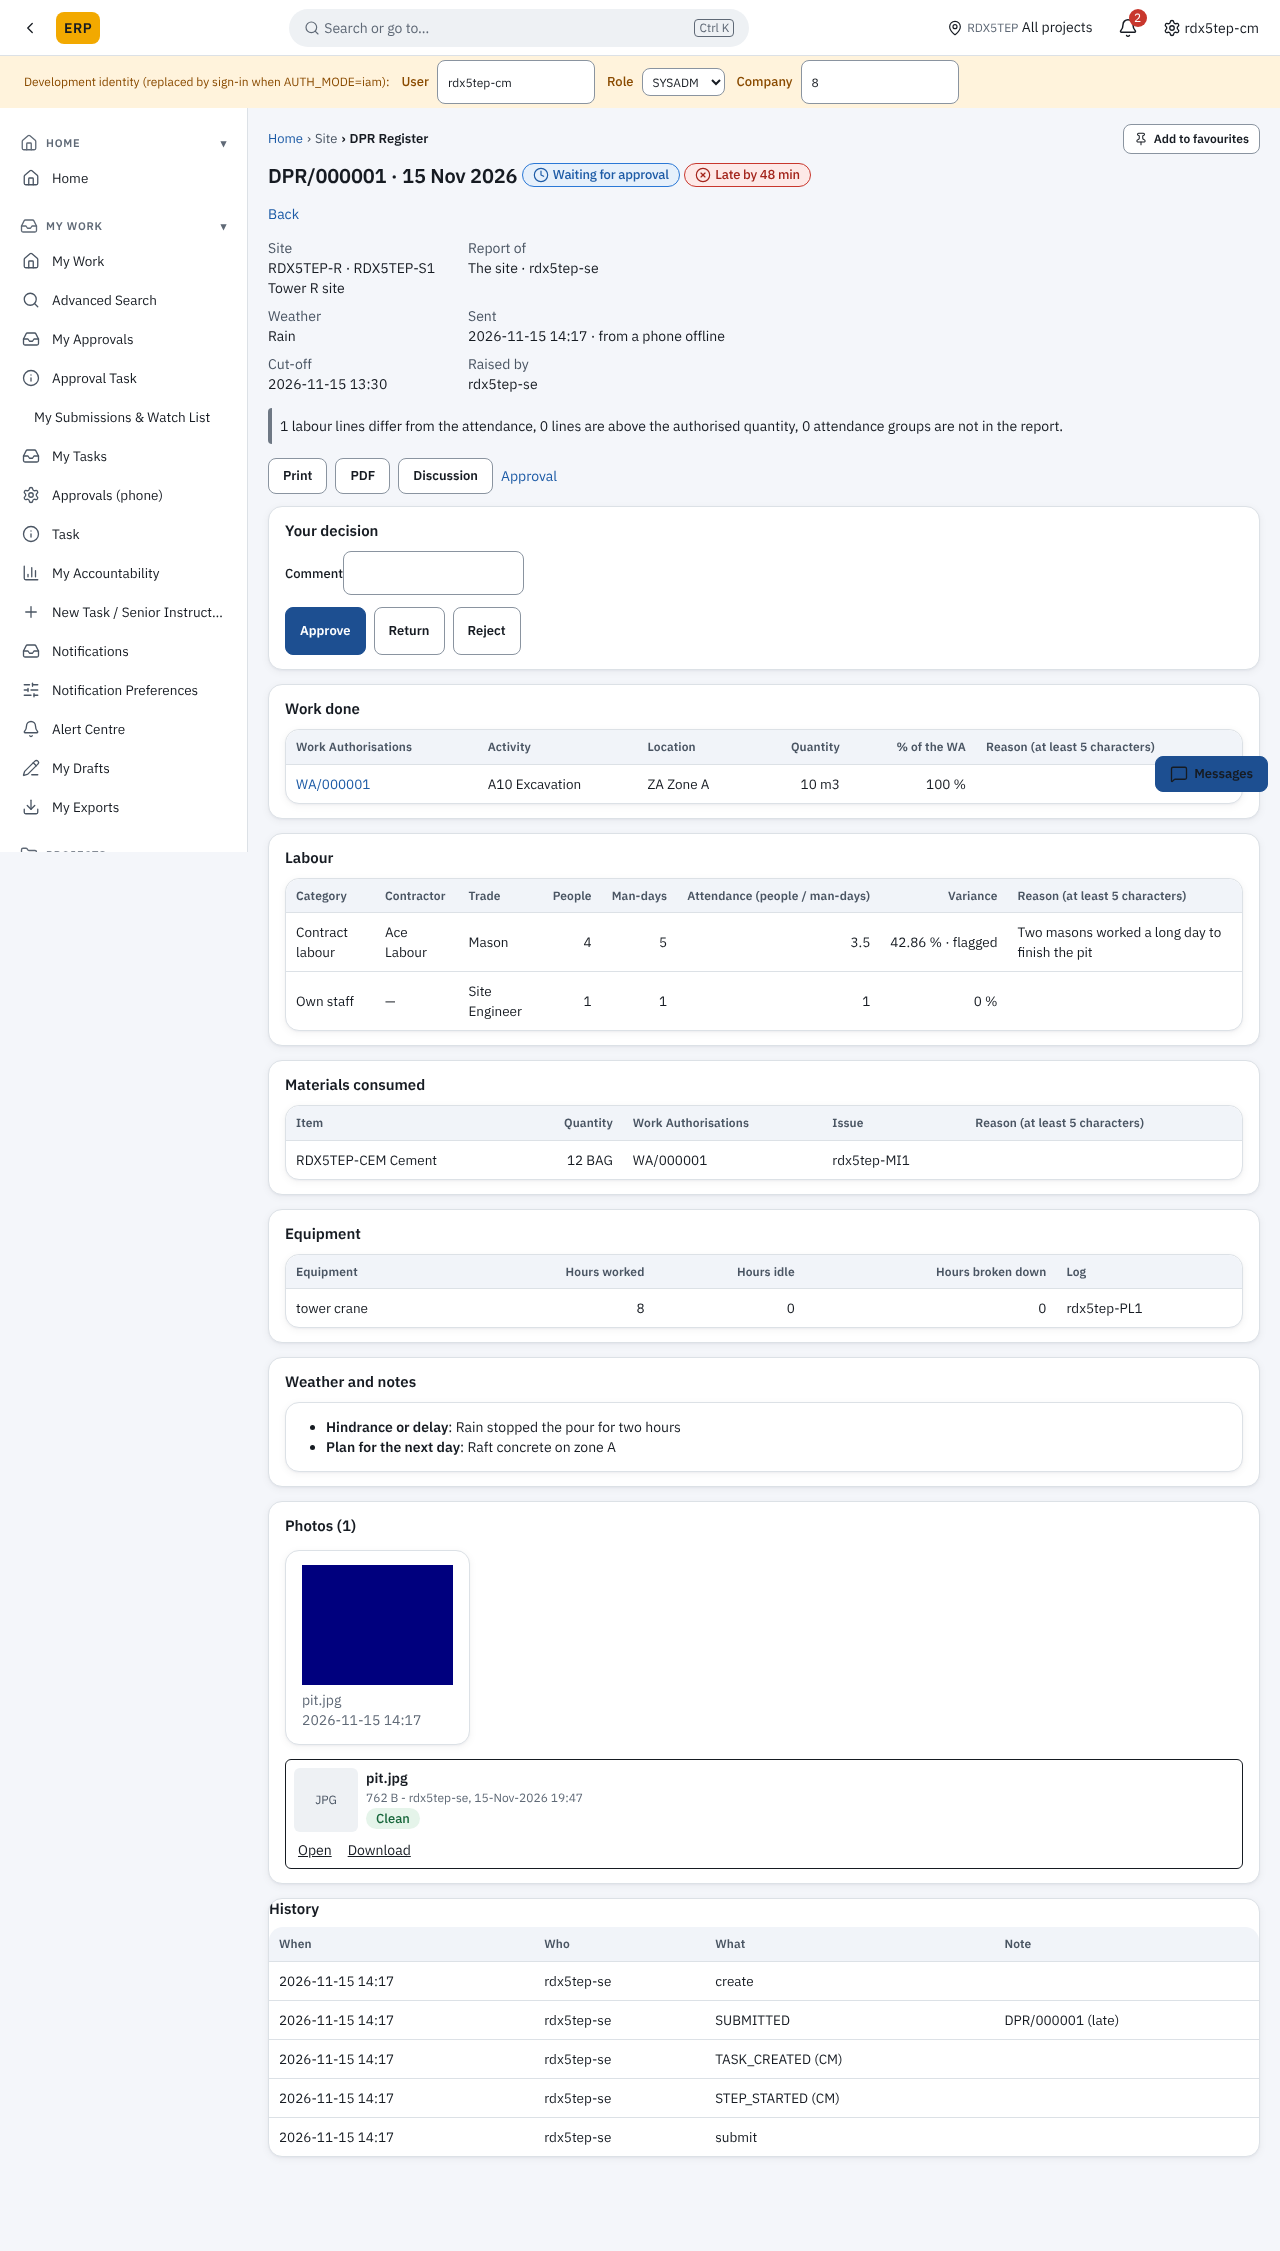 ERP
Search or go to...
Ctrl K
RDX5TEP All projects
2
rdx5tep-cm
Development identity (replaced by sign-in when AUTH_MODE=iam): User rdx5tep-cm Role SYSADM Company 8
HOME
Home
MY WORK
My Work
Advanced Search
My Approvals
Approval Task
My Submissions & Watch List
My Tasks
Approvals (phone)
Task
My Accountability
New Task / Senior Instruct...
Notifications
Notification Preferences
Alert Centre
My Drafts
My Exports
Home › Site › DPR Register
Add to favourites
DPR/000001 · 15 Nov 2026 Waiting for approval Late by 48 min
Back
Site Report of
RDX5TEP-R · RDX5TEP-S1 The site · rdx5tep-se
Tower R site
Weather Sent
Rain 2026-11-15 14:17 · from a phone offline
Cut-off Raised by
2026-11-15 13:30 rdx5tep-se
1 labour lines differ from the attendance, 0 lines are above the authorised quantity, 0 attendance groups are not in the report.
Print PDF Discussion Approval
Your decision
Comment
Approve Return Reject
Work done
Work Authorisations Activity Location Quantity % of the WA Reason (at least 5 characters)
WA/000001 A10 Excavation ZA Zone A 10 m3 100 %
Messages
Labour
Category Contractor Trade People Man-days Attendance (people / man-days) Variance Reason (at least 5 characters)
Contract labour Ace Labour Mason 4 5 3.5 42.86 % · flagged Two masons worked a long day to finish the pit
Own staff — Site Engineer 1 1 1 0 %
Materials consumed
Item Quantity Work Authorisations Issue Reason (at least 5 characters)
RDX5TEP-CEM Cement 12 BAG WA/000001 rdx5tep-MI1
Equipment
Equipment Hours worked Hours idle Hours broken down Log
tower crane 8 0 0 rdx5tep-PL1
Weather and notes
Hindrance or delay: Rain stopped the pour for two hours
Plan for the next day: Raft concrete on zone A
Photos (1)
pit.jpg
2026-11-15 14:17
JPG
pit.jpg
762 B - rdx5tep-se, 15-Nov-2026 19:47
Clean
Open Download
History
When Who What Note
2026-11-15 14:17 rdx5tep-se create
2026-11-15 14:17 rdx5tep-se SUBMITTED DPR/000001 (late)
2026-11-15 14:17 rdx5tep-se TASK_CREATED (CM)
2026-11-15 14:17 rdx5tep-se STEP_STARTED (CM)
2026-11-15 14:17 rdx5tep-se submit